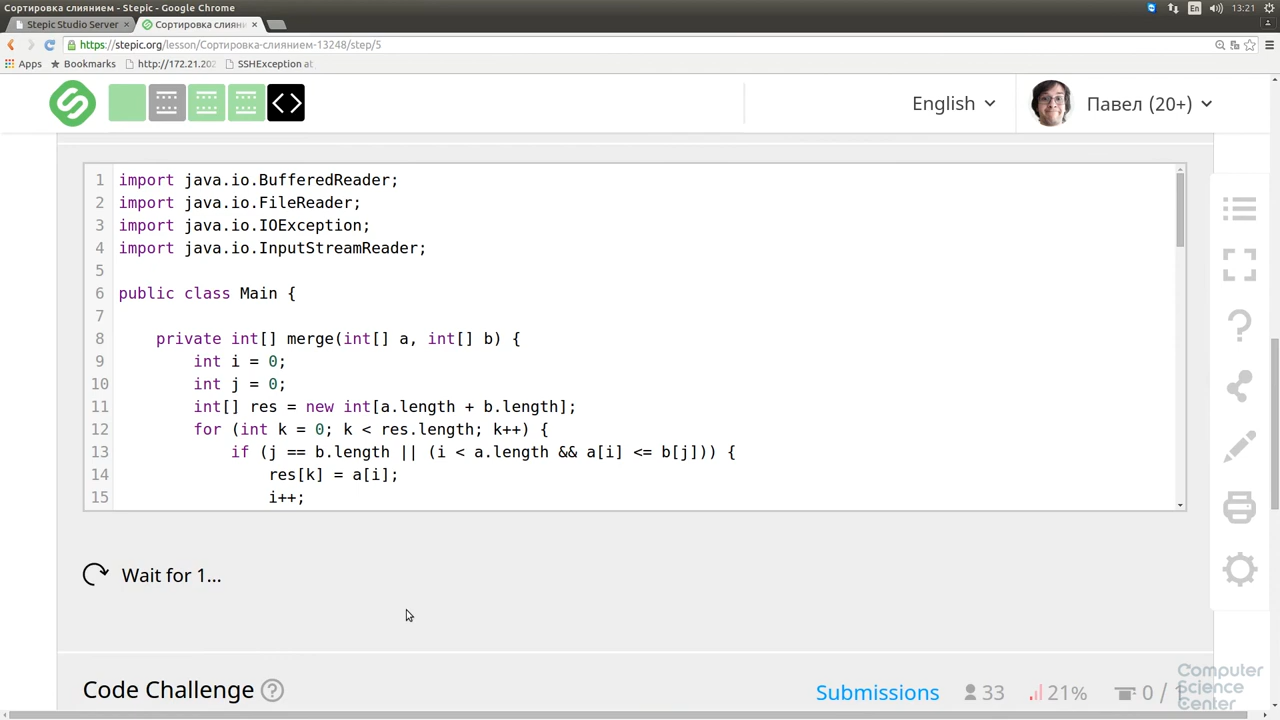 Сортировка слиянием - Stepic - Google Chrome
En
13:21
Stepic Studio Server
×
Сортировка слияни
×
https://stepic.org/lesson/Сортировка-слиянием-13248/step/5
Apps
Bookmarks
http://172.21.202
SSHException at
English
Павел (20+)
1 import java.io.BufferedReader;
2 import java.io.FileReader;
3 import java.io.IOException;
4 import java.io.InputStreamReader;
5
6 public class Main {
7
8 private int[] merge(int[] a, int[] b) {
9 int i = 0;
10 int j = 0;
11 int[] res = new int[a.length + b.length];
12 for (int k = 0; k < res.length; k++) {
13 if (j == b.length || (i < a.length && a[i] <= b[j])) {
14 res[k] = a[i];
15 i++;
Wait for 1...
Code Challenge ?
Submissions
33
21%
0 / 1
Computer
Science
Center